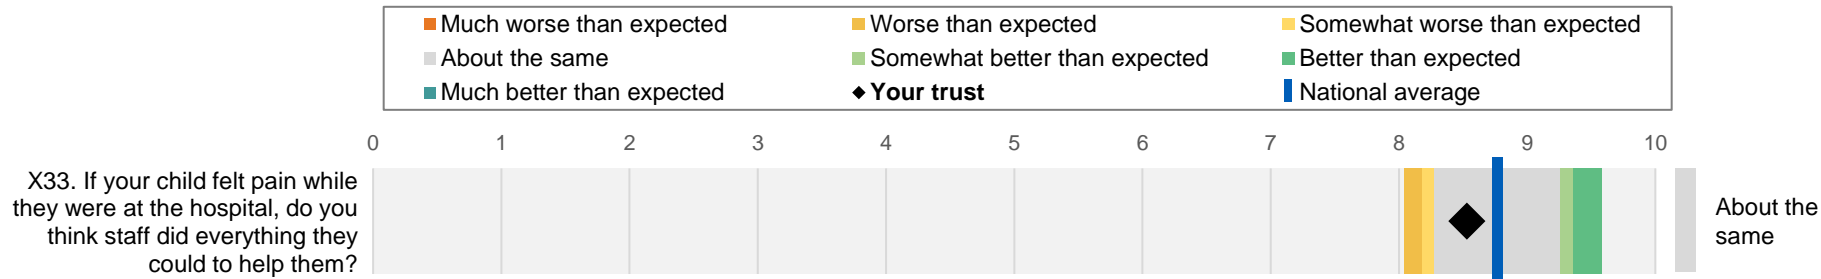 Much worse than expected
Worse than expected
Somewhat worse than expected
About the same
Somewhat better than expected
Better than expected
Much better than expected
Your trust
National average
0 1 2 3 4 5 6 7 8 9 10
X33. If your child felt pain while
they were at the hospital, do you
think staff did everything they
could to help them?
About the
same